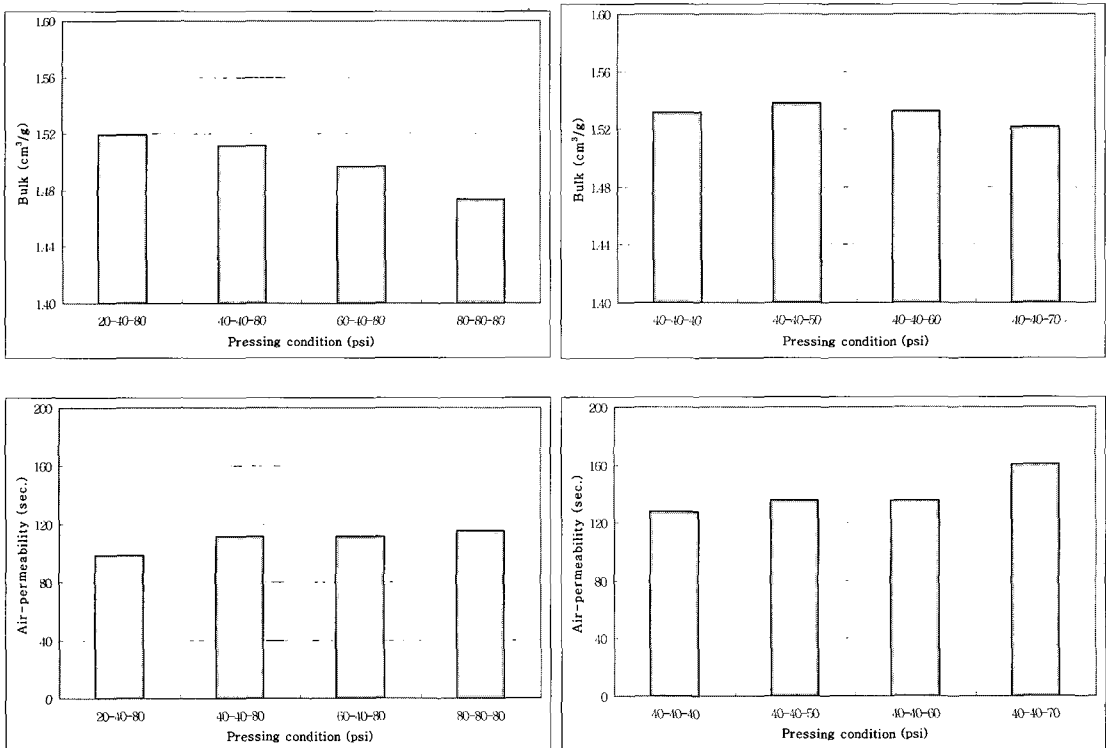 1.60
1.56
1.52
1.48
1.44
1.40
Bulk (cm³/g)
20-40-80 40-40-80 60-40-80 80-80-80
Pressing condition (psi)
1.60
1.56
1.52
1.48
1.44
1.40
Bulk (cm³/g)
40-40-40 40-40-50 40-40-60 40-40-70
Pressing condition (psi)
200
160
120
80
40
0
Air-permeability (sec.)
20-40-80 40-40-80 60-40-80 80-80-80
Pressing condition (psi)
200
160
120
80
40
0
Air-permeability (sec.)
40-40-40 40-40-50 40-40-60 40-40-70
Pressing condition (psi)